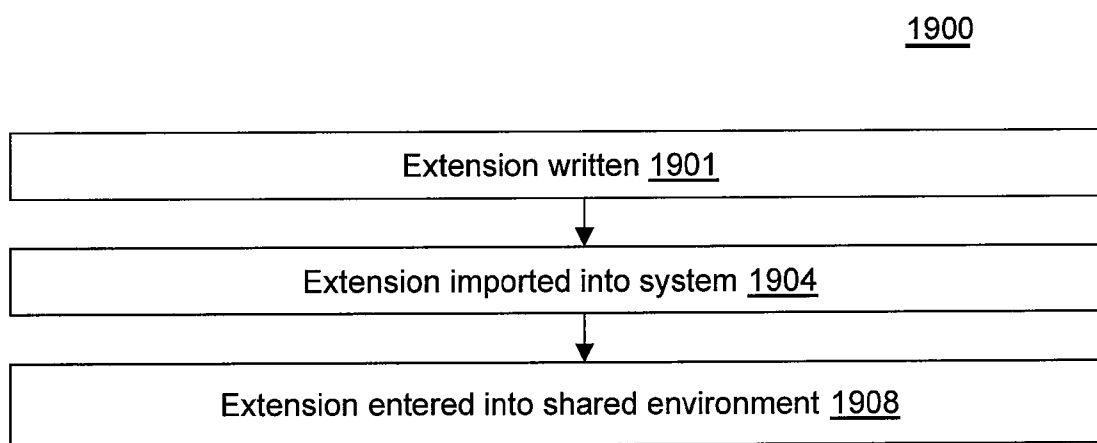 1900
Extension written 1901
Extension imported into system 1904
Extension entered into shared environment 1908